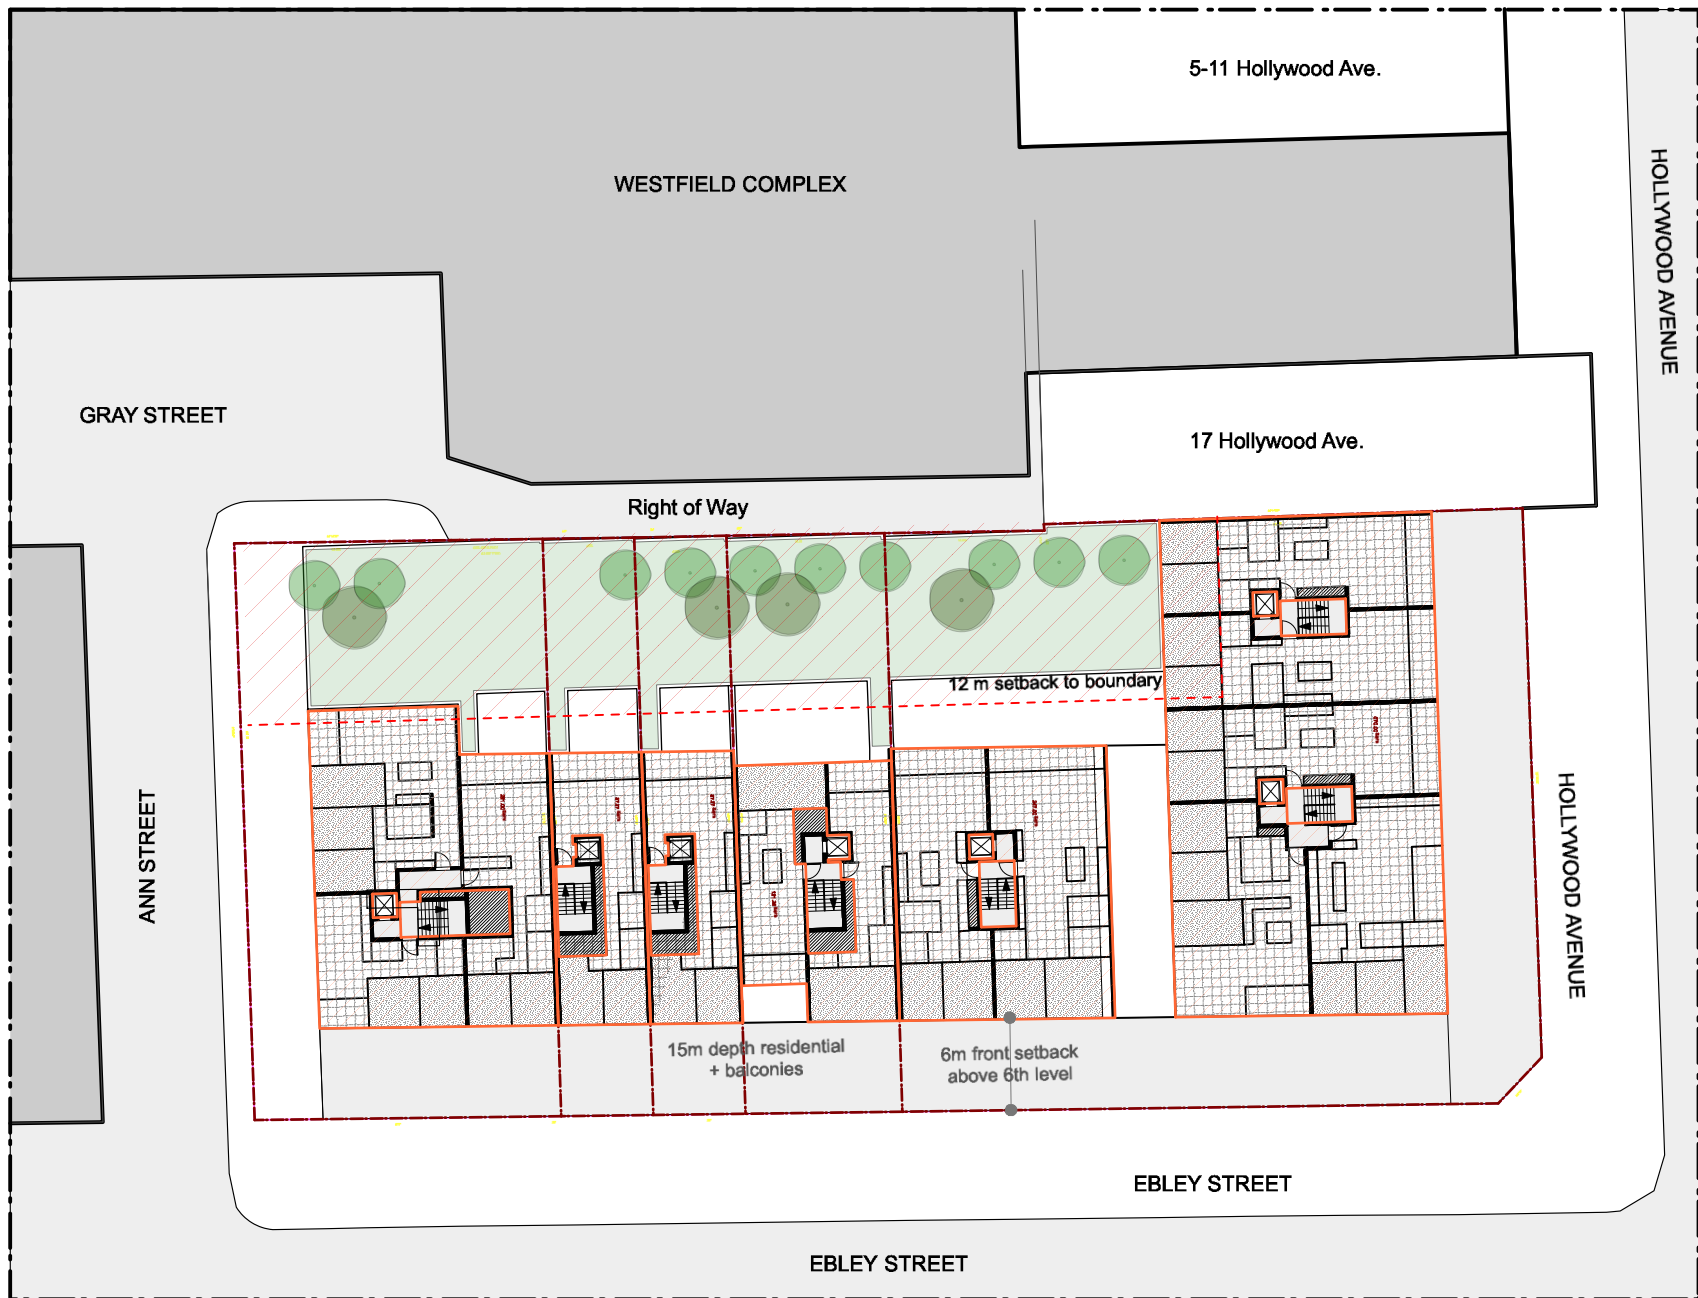 5-11 Hollywood Ave.
WESTFIELD COMPLEX
HOLLYWOOD AVENUE
GRAY STREET
17 Hollywood Ave.
Right of Way
12 m setback to boundary
ANN STREET
HOLLYWOOD AVENUE
15m depth residential
+ balconies
6m front setback
above 6th level
EBLEY STREET
EBLEY STREET